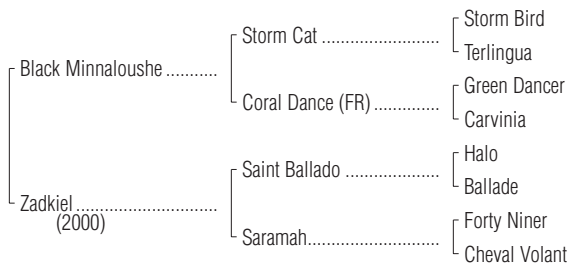 Storm Bird
Storm Cat ........................
Terlingua
Black Minnaloushe ...........
Green Dancer
Coral Dance (FR) ..............
Carvinia
Halo
Saint Ballado ....................
Ballade
Zadkiel ..............................
(2000)
Forty Niner
Saramah............................
Cheval Volant